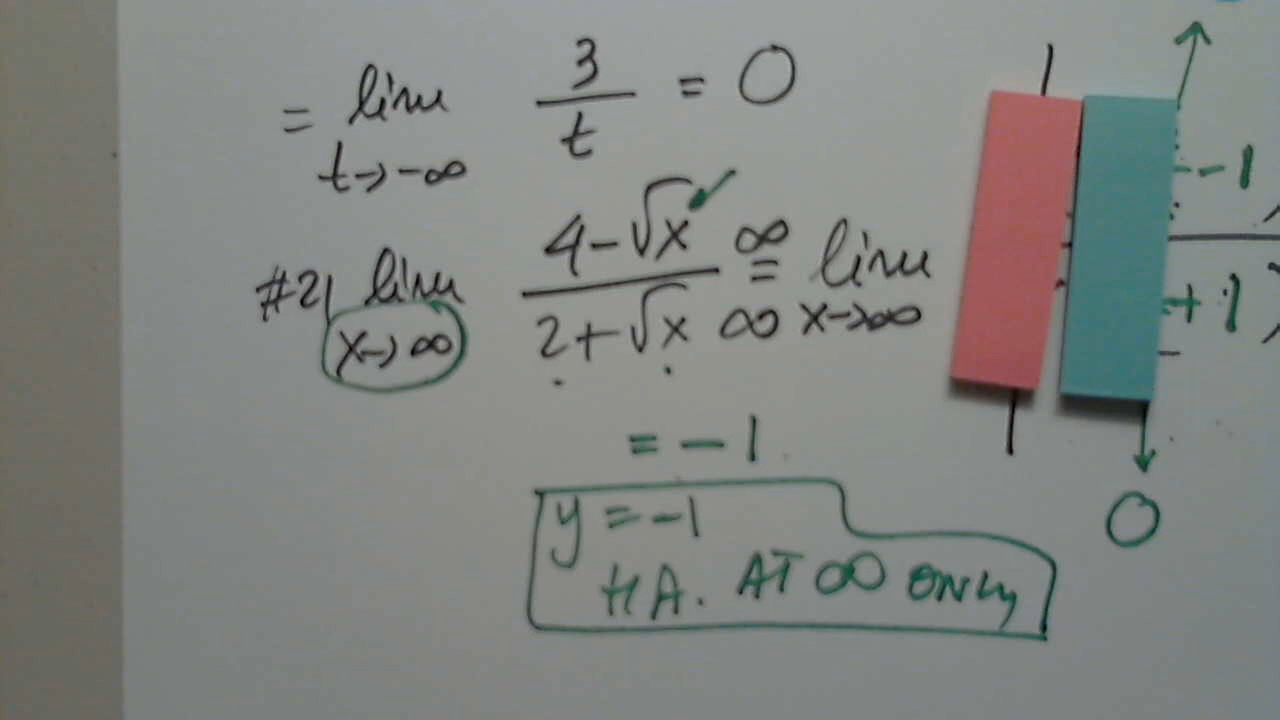 = lim 3/t = 0
t→-∞
#21 lim (4-√x)/(2+√x) ∞/∞ = lim
x→∞ x→∞
-1
+1
= -1
0
y = -1
H A. AT ∞ ONLY